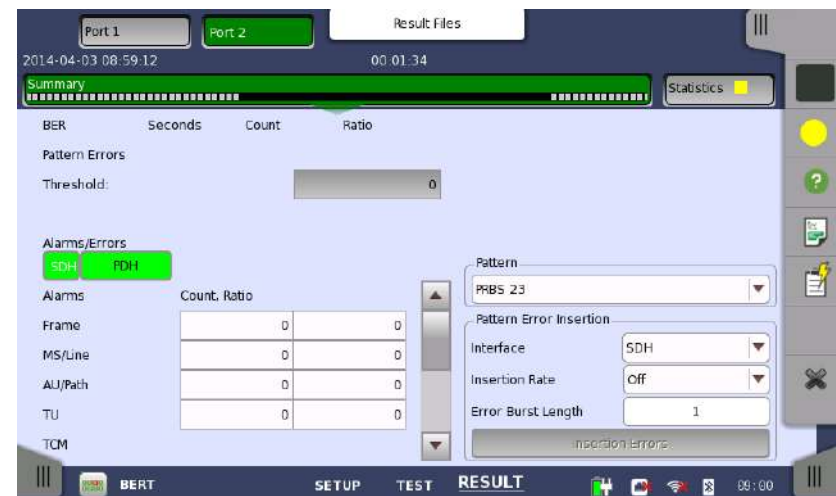 Port 1 Port 2 Result Files
2014-04-03 08:59:12 00:01:34
Summary Statistics
BER Seconds Count Ratio
Pattern Errors
Threshold: 0
Alarms/Errors
SDH PDH
Alarms Count, Ratio
Frame 0 0
MS/Line 0 0
AU/Path 0 0
TU 0 0
TCM
Pattern
PRBS 23
Pattern Error Insertion
Interface SDH
Insertion Rate Off
Error Burst Length 1
Insertion Errors
BERT SETUP TEST RESULT 09:00